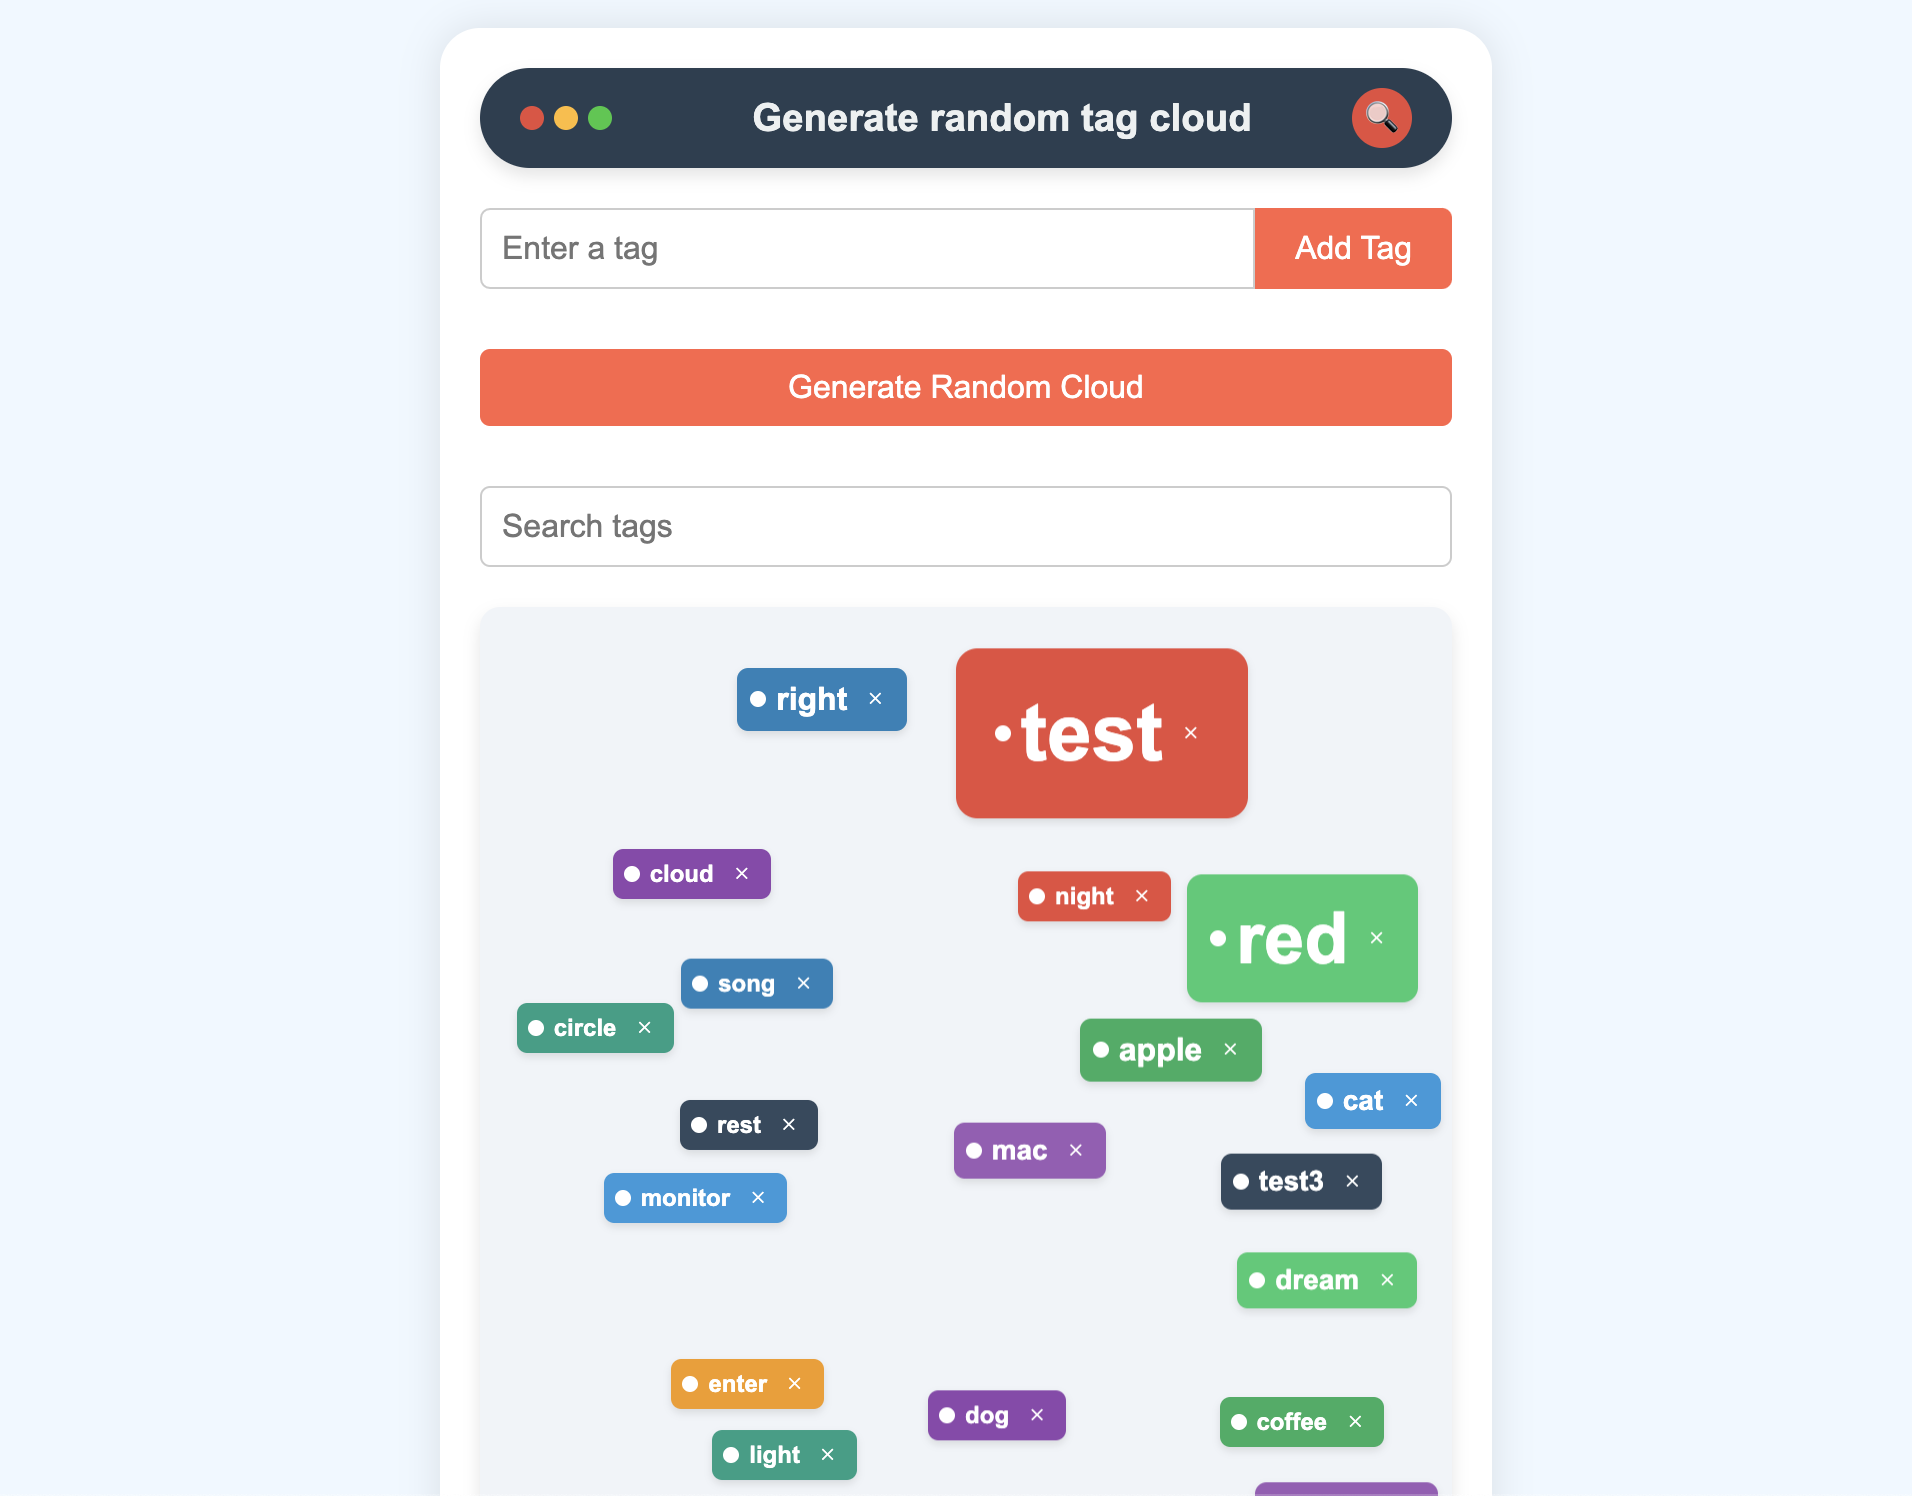 Generate random tag cloud
Enter a tag
Add Tag
Generate Random Cloud
Search tags
right ×
test ×
cloud ×
night ×
red ×
song ×
circle ×
apple ×
cat ×
rest ×
mac ×
test3 ×
monitor ×
dream ×
enter ×
dog ×
coffee ×
light ×